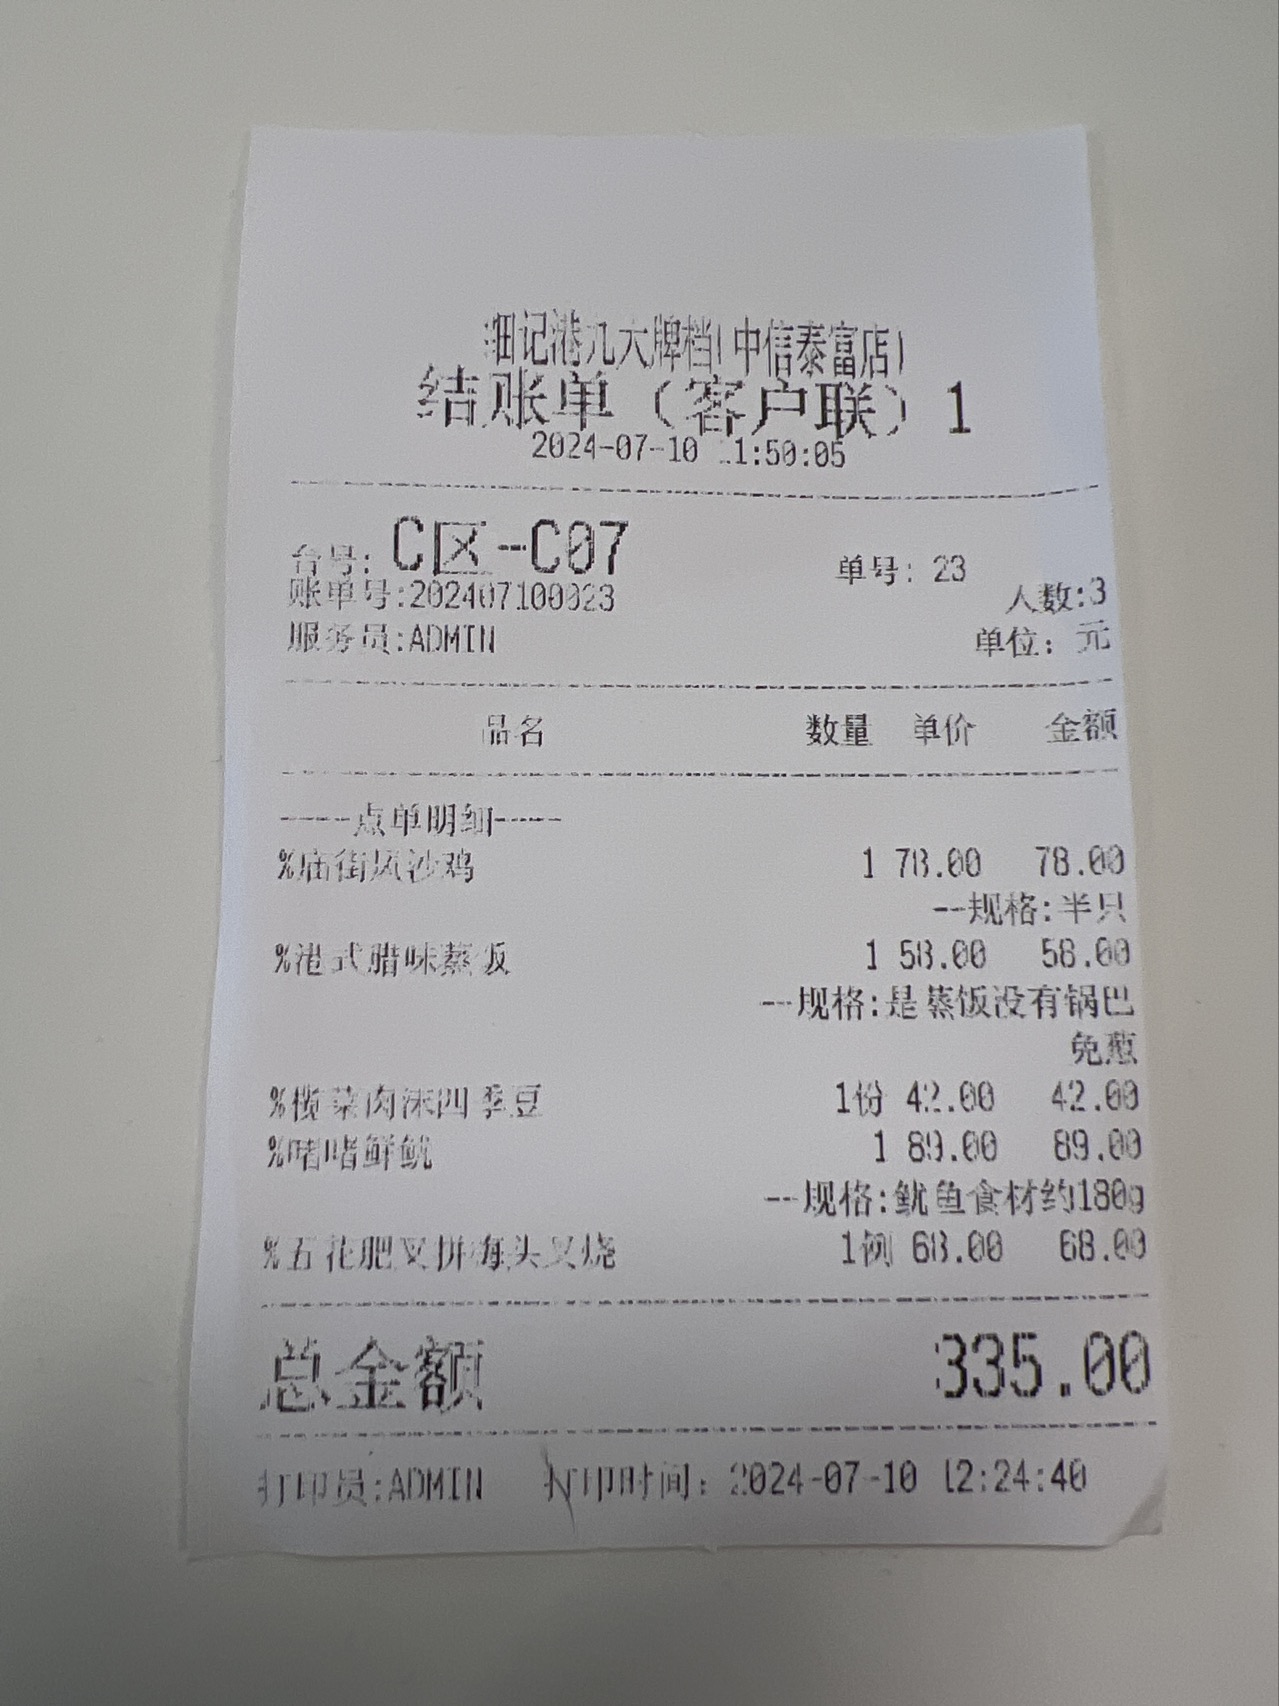 细记港九大牌档(中信泰富店)
结账单（客户联）1
2024-07-10 11:50:05
台号: C区-C07 单号: 23
账单号:202407100023 人数:3
服务员:ADMIN 单位: 元
品名 数量 单价 金额
-----点单明细-----
%庙街风沙鸡 1 78.00 78.00
--规格:半只
%港式腊味蒸饭 1 58.00 58.00
--规格:是蒸饭没有锅巴
免葱
%榄菜肉沫四季豆 1份 42.00 42.00
%啫啫鲜鱿 1 89.00 89.00
--规格:鱿鱼食材约180g
%五花肥叉拼梅头叉烧 1例 68.00 68.00
总金额 335.00
打印员:ADMIN 打印时间: 2024-07-10 12:24:40